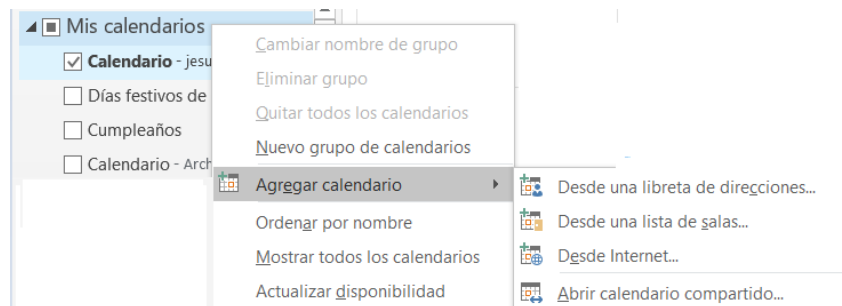 Mis calendarios
Calendario - jesu
Días festivos de
Cumpleaños
Calendario - Arch
Cambiar nombre de grupo
Eliminar grupo
Quitar todos los calendarios
Nuevo grupo de calendarios
Agregar calendario
Ordenar por nombre
Mostrar todos los calendarios
Actualizar disponibilidad
Desde una libreta de direcciones...
Desde una lista de salas...
Desde Internet...
Abrir calendario compartido...